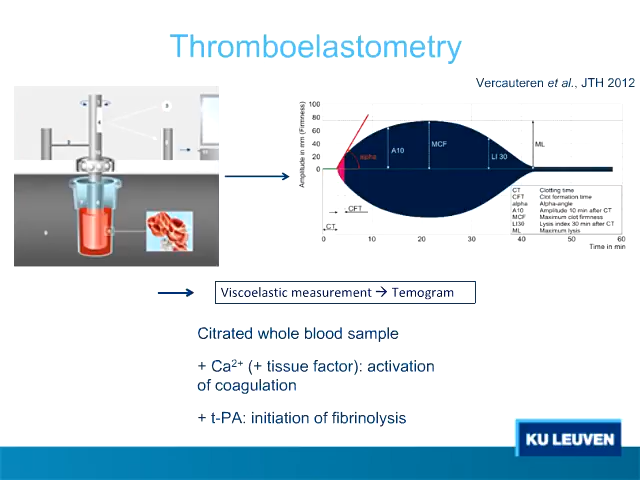 Thromboelastometry
Vercauteren et al., JTH 2012
Amplitude in mm (Firmness)
100
80
60
40
20
0
alpha
A10
MCF
LI 30
ML
CFT
CT
CT Clotting time
CFT Clot formation time
alpha Alpha-angle
A10 Amplitude 10 min after CT
MCF Maximum clot firmness
LI30 Lysis index 30 min after CT
ML Maximum lysis
0 10 20 30 40 50 60
Time in min
Viscoelastic measurement → Temogram
Citrated whole blood sample
+ Ca²⁺ (+ tissue factor): activation
of coagulation
+ t-PA: initiation of fibrinolysis
KU LEUVEN